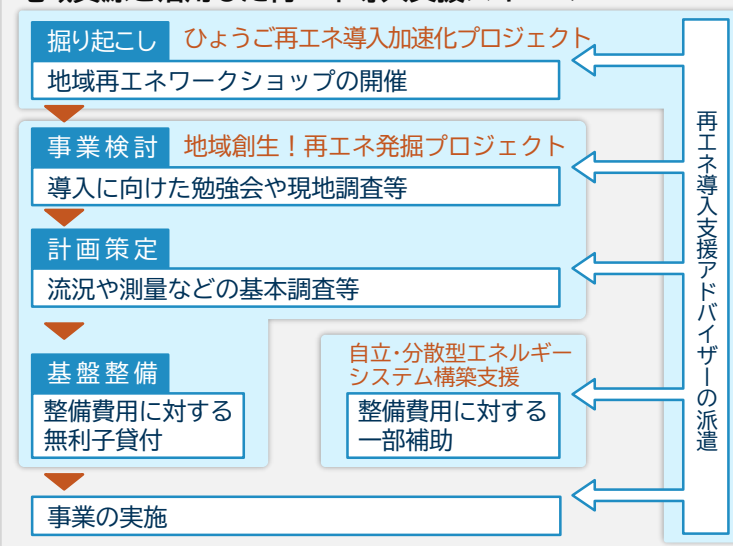 掘り起こし ひょうご再エネ導入加速化プロジェクト
地域再エネワークショップの開催
事業検討 地域創生!再エネ発掘プロジェクト
導入に向けた勉強会や現地調査等
計画策定
流況や測量などの基本調査等
基盤整備
整備費用に対する
無利子貸付
自立・分散型エネルギー
システム構築支援
整備費用に対する
一部補助
事業の実施
再エネ導入支援アドバイザーの派遣